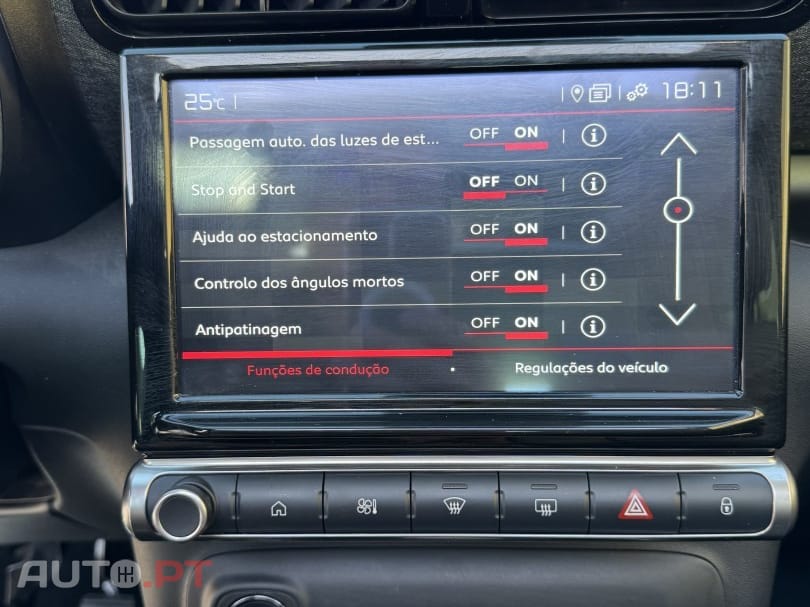 25°C 18:11
Passagem auto. das luzes de est... OFF ON
Stop and Start OFF ON
Ajuda ao estacionamento OFF ON
Controlo dos ângulos mortos OFF ON
Antipatinagem OFF ON
Funções de condução Regulações do veículo
AUTO.PT